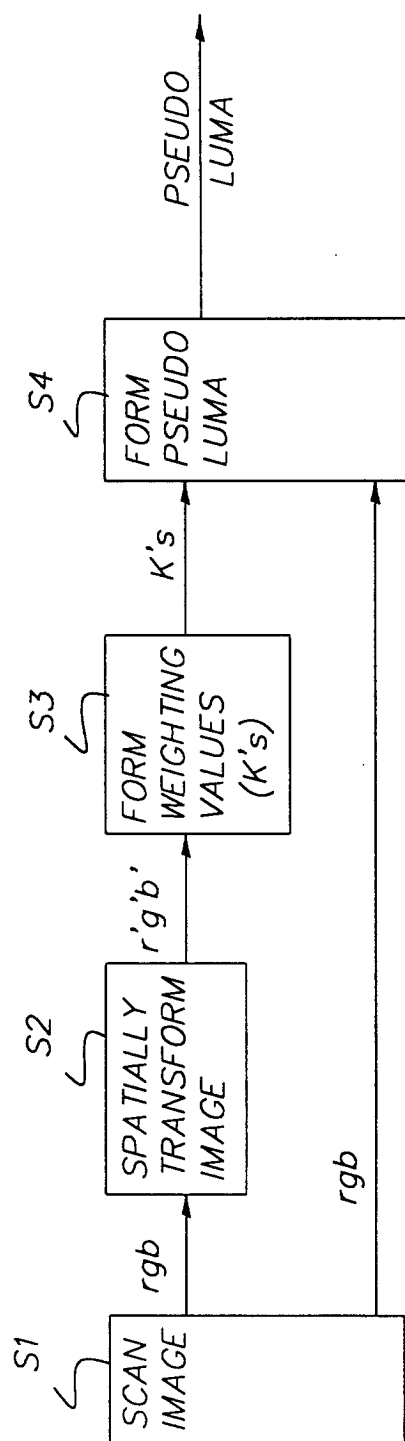 S1
SCAN
IMAGE
rgb
rgb
S2
SPATIALLY
TRANSFORM
IMAGE
r'g'b'
S3
FORM
WEIGHTING
VALUES
(K's)
K's
S4
FORM
PSEUDO
LUMA
PSEUDO
LUMA